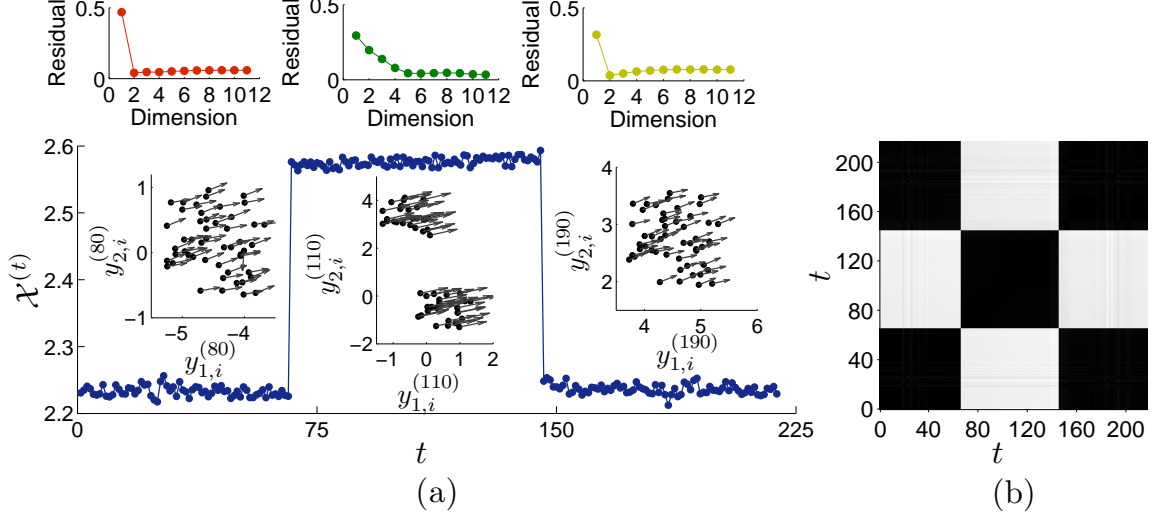 0.5
0
Residual
0 2 4 6 8 10 12
Dimension
0.5
0
Residual
0 2 4 6 8 10 12
Dimension
0.5
0
Residual
0 2 4 6 8 10 12
Dimension
2.6
2.5
2.4
2.3
2.2
𝒳^{(t)}
0 75 150 225
t
1
0
−1
y_{2,i}^{(80)}
−5 −4
y_{1,i}^{(80)}
4
2
0
−2
y_{2,i}^{(110)}
−1 0 1 2
y_{1,i}^{(110)}
4
3
2
y_{2,i}^{(190)}
4 5 6
y_{1,i}^{(190)}
(a)
200
160
120
80
40
0
t
0 40 80 120 160 200
t
(b)